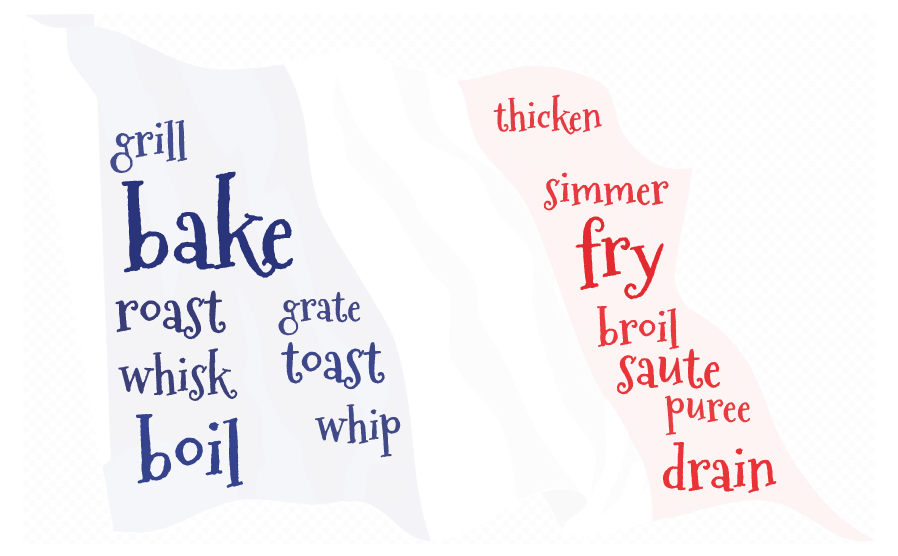 grill
bake
roast
grate
whisk
toast
boil
whip
thicken
simmer
fry
broil
saute
puree
drain